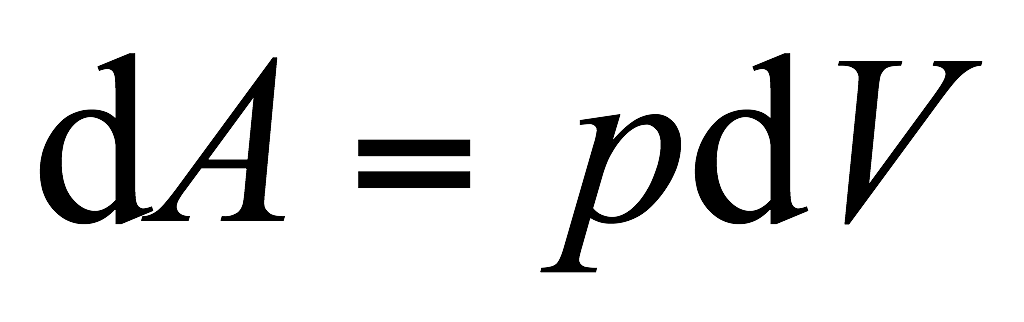 dA = pdV